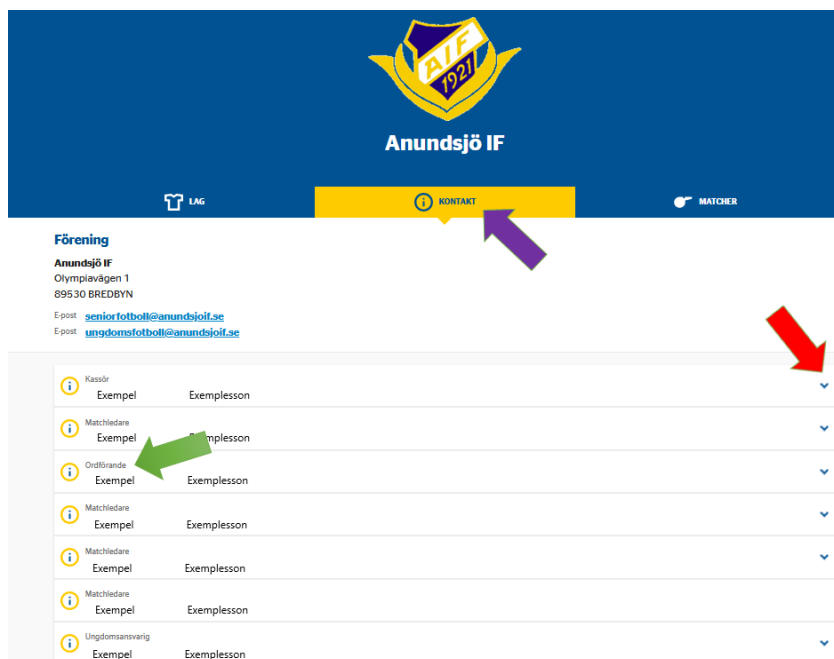 AIF
1921
Anundsjö IF
LAG
KONTAKT
MATCHER
Förening
Anundsjö IF
Olympiavägen 1
89530 BREDBYN
E-post seniorfotboll@anundsjoif.se
E-post ungdomsfotboll@anundsjoif.se
Kassör
Exempel Exemplesson
Matchledare
Exempel
Ordförande
Exempel Exemplesson
Matchledare
Exempel Exemplesson
Matchledare
Exempel Exemplesson
Matchledare
Exempel Exemplesson
Ungdomsansvarig
Exempel Exemplesson